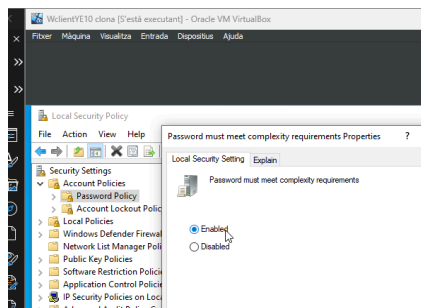 WclientYE10 clona [S'està executant] - Oracle VM VirtualBox
Fitxer Màquina Visualitza Entrada Dispositius Ajuda
Local Security Policy
File Action View Help
Password must meet complexity requirements Properties ?
Local Security Setting Explain
Password must meet complexity requirements
Enabled
Disabled
Security Settings
Account Policies
Password Policy
Account Lockout Polic
Local Policies
Windows Defender Firewal
Network List Manager Poli
Public Key Policies
Software Restriction Policie
Application Control Policie
IP Security Policies on Loca